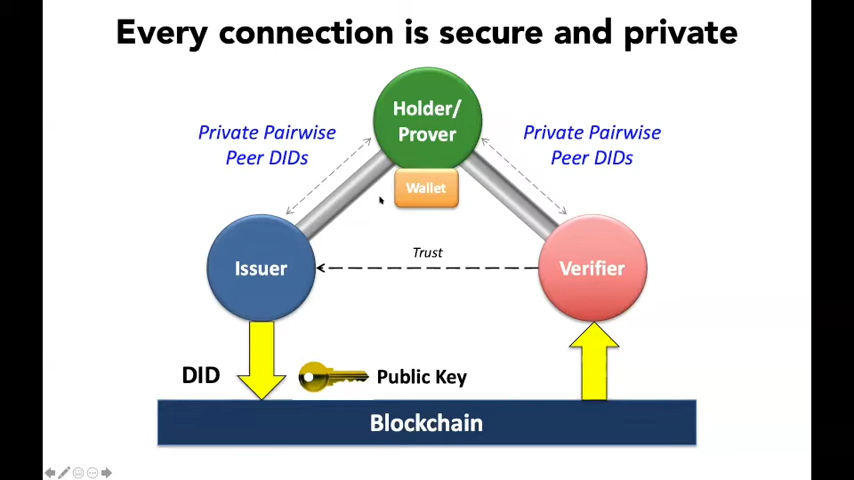 Every connection is secure and private
Holder/
Prover
Private Pairwise
Peer DIDs
Private Pairwise
Peer DIDs
Wallet
Issuer
Trust
Verifier
DID
Public Key
Blockchain